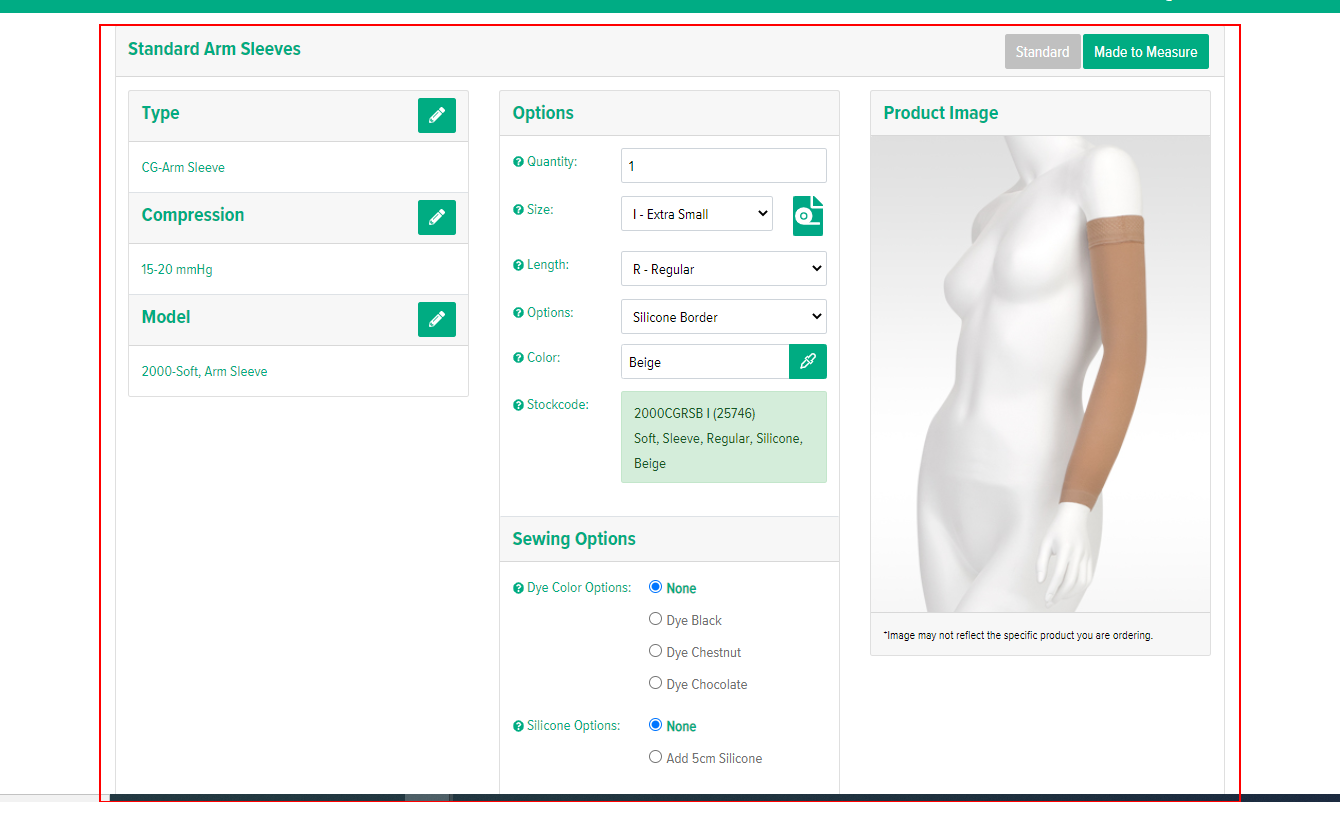 Standard Arm Sleeves
Standard
Made to Measure
Type
CG-Arm Sleeve
Compression
15-20 mmHg
Model
2000-Soft, Arm Sleeve
Options
Quantity:
1
Size:
I - Extra Small
Length:
R - Regular
Options:
Silicone Border
Color:
Beige
Stockcode:
2000CGRSB I (25746)
Soft, Sleeve, Regular, Silicone,
Beige
Sewing Options
Dye Color Options:
None
Dye Black
Dye Chestnut
Dye Chocolate
Silicone Options:
None
Add 5cm Silicone
Product Image
*Image may not reflect the specific product you are ordering.